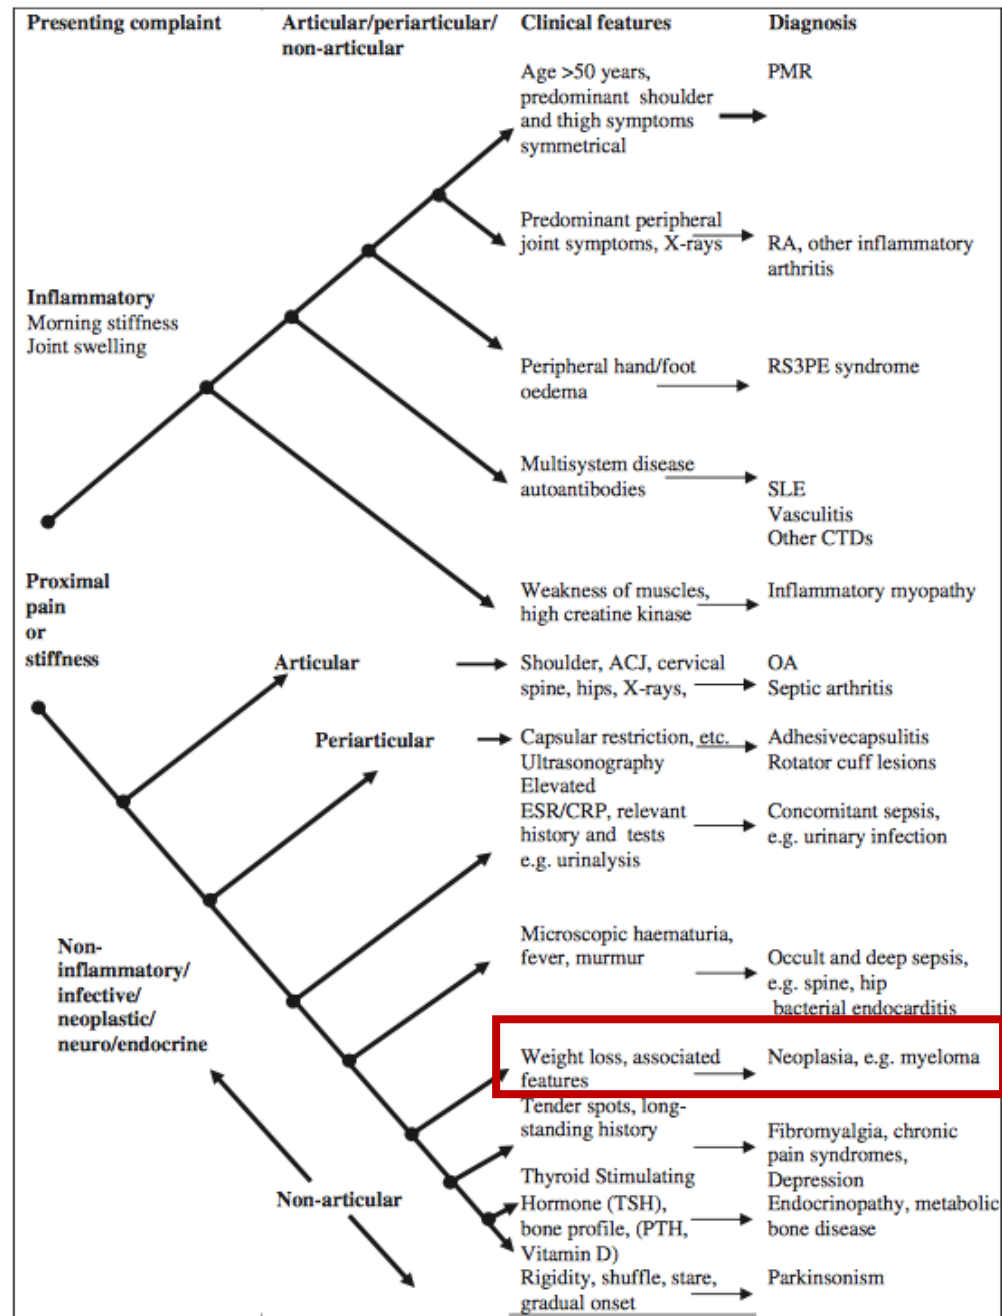 Presenting complaint
Articular/periarticular/
non-articular
Clinical features
Diagnosis
Age >50 years,
predominant shoulder
and thigh symptoms
symmetrical
PMR
Predominant peripheral
joint symptoms, X-rays
RA, other inflammatory
arthritis
Inflammatory
Morning stiffness
Joint swelling
Peripheral hand/foot
oedema
RS3PE syndrome
Multisystem disease
autoantibodies
SLE
Vasculitis
Other CTDs
Proximal
pain
or
stiffness
Weakness of muscles,
high creatine kinase
Inflammatory myopathy
Articular
Shoulder, ACJ, cervical
spine, hips, X-rays,
OA
Septic arthritis
Periarticular
Capsular restriction, etc.
Ultrasonography
Elevated
ESR/CRP, relevant
history and tests
e.g. urinalysis
Adhesivecapsulitis
Rotator cuff lesions
Concomitant sepsis,
e.g. urinary infection
Non-
inflammatory/
infective/
neoplastic/
neuro/endocrine
Microscopic haematuria,
fever, murmur
Occult and deep sepsis,
e.g. spine, hip
bacterial endocarditis
Weight loss, associated
features
Neoplasia, e.g. myeloma
Tender spots, long-
standing history
Fibromyalgia, chronic
pain syndromes,
Depression
Non-articular
Thyroid Stimulating
Hormone (TSH),
bone profile, (PTH,
Vitamin D)
Endocrinopathy, metabolic
bone disease
Rigidity, shuffle, stare,
gradual onset
Parkinsonism